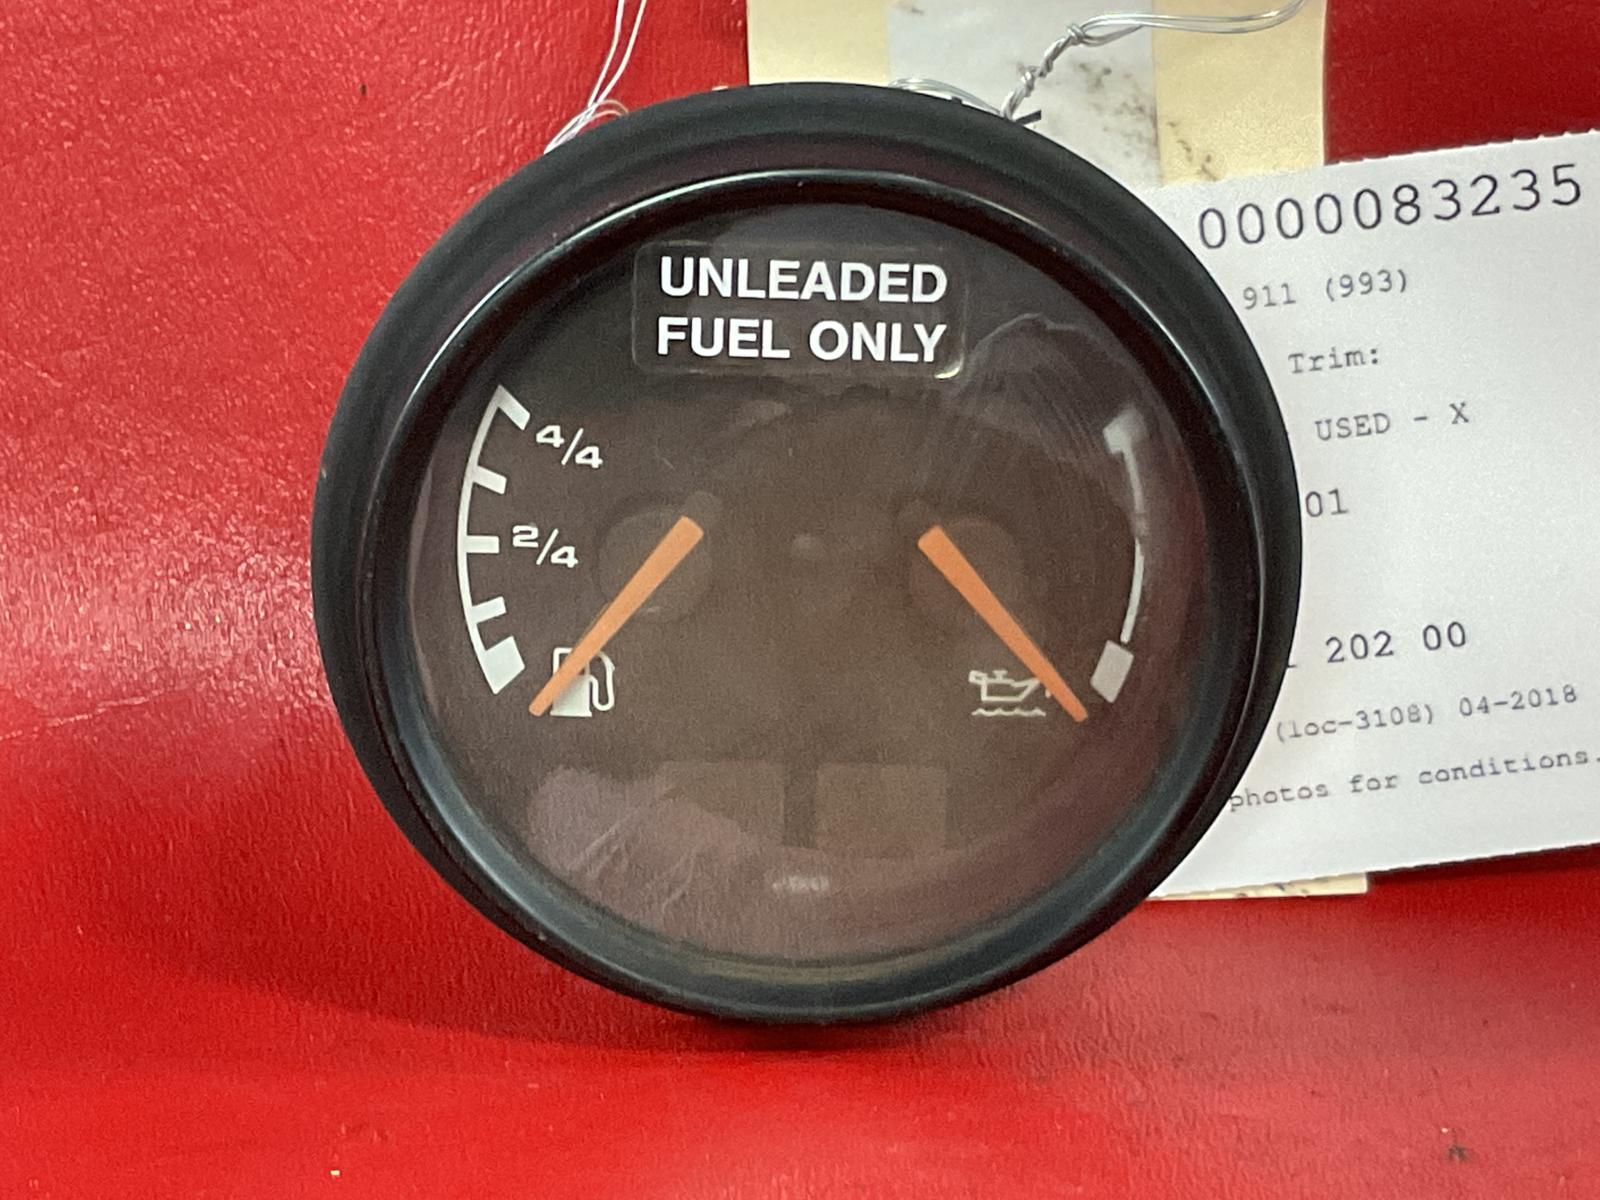 UNLEADED
FUEL ONLY
4/4
2/4
0000083235
911 (993)
Trim:
USED - X
01
202 00
(loc-3108) 04-2018
photos for conditions.